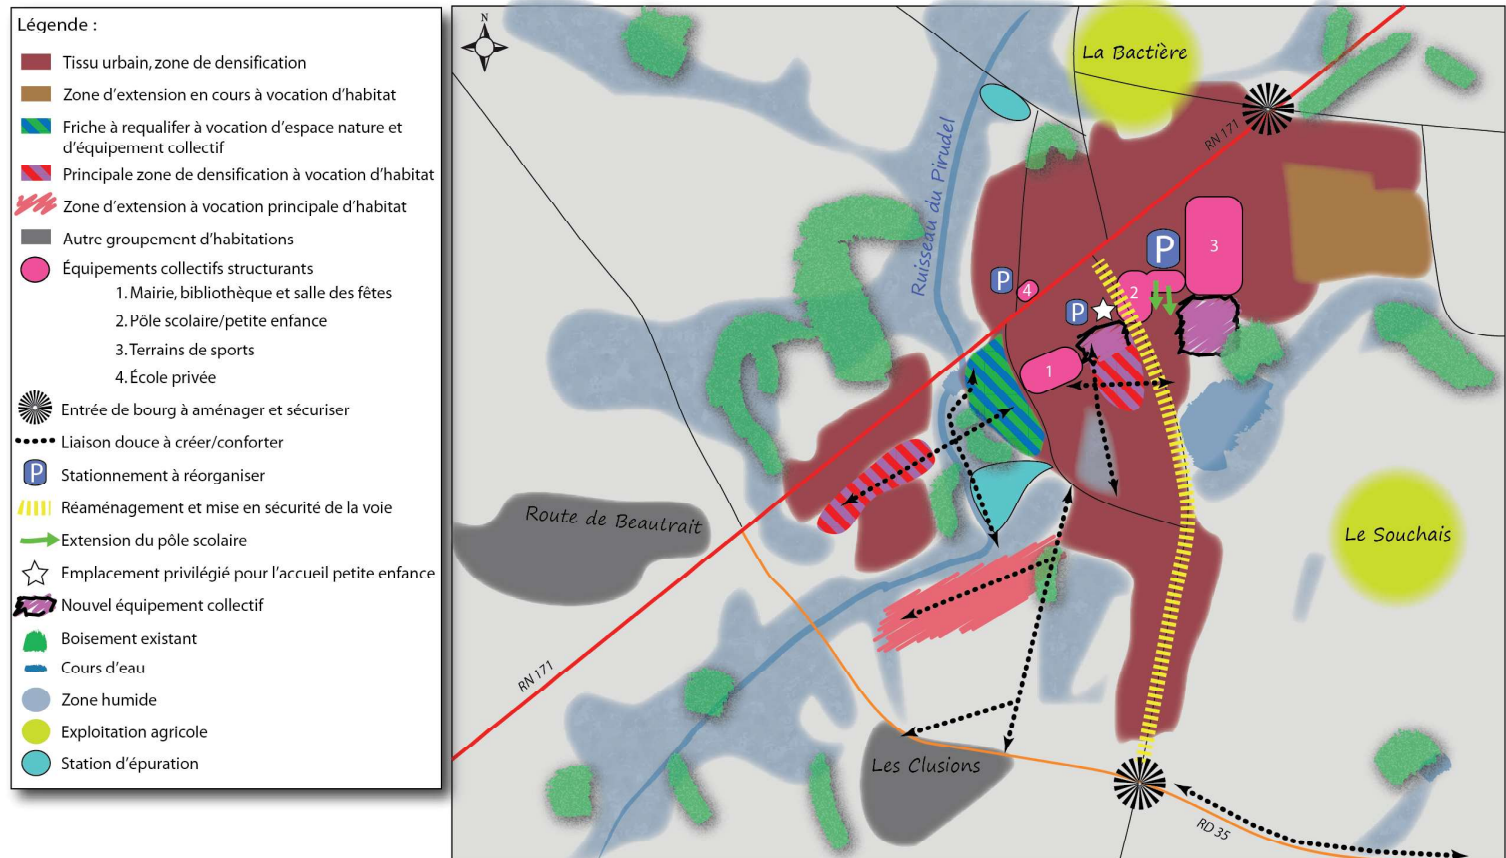 Légende :
Tissu urbain, zone de densification
Zone d'extension en cours à vocation d'habitat
Friche à requalifer à vocation d'espace nature et
d'équipement collectif
Principale zone de densification à vocation d'habitat
Zone d'extension à vocation principale d'habitat
Autre groupement d'habitations
Équipements collectifs structurants
1. Mairie, bibliothèque et salle des fêtes
2. Pôle scolaire/petite enfance
3. Terrains de sports
4. École privée
Entrée de bourg à aménager et sécuriser
Liaison douce à créer/conforter
P Stationnement à réorganiser
Réaménagement et mise en sécurité de la voie
Extension du pôle scolaire
Emplacement privilégié pour l'accueil petite enfance
Nouvel équipement collectif
Boisement existant
Cours d'eau
Zone humide
Exploitation agricole
Station d'épuration
N
La Bactière
RN 171
Ruisseau du Pirudel
P
3
P
4
2
P
1
Route de Beautrait
Le Souchais
RN 171
Les Clusions
RD 35